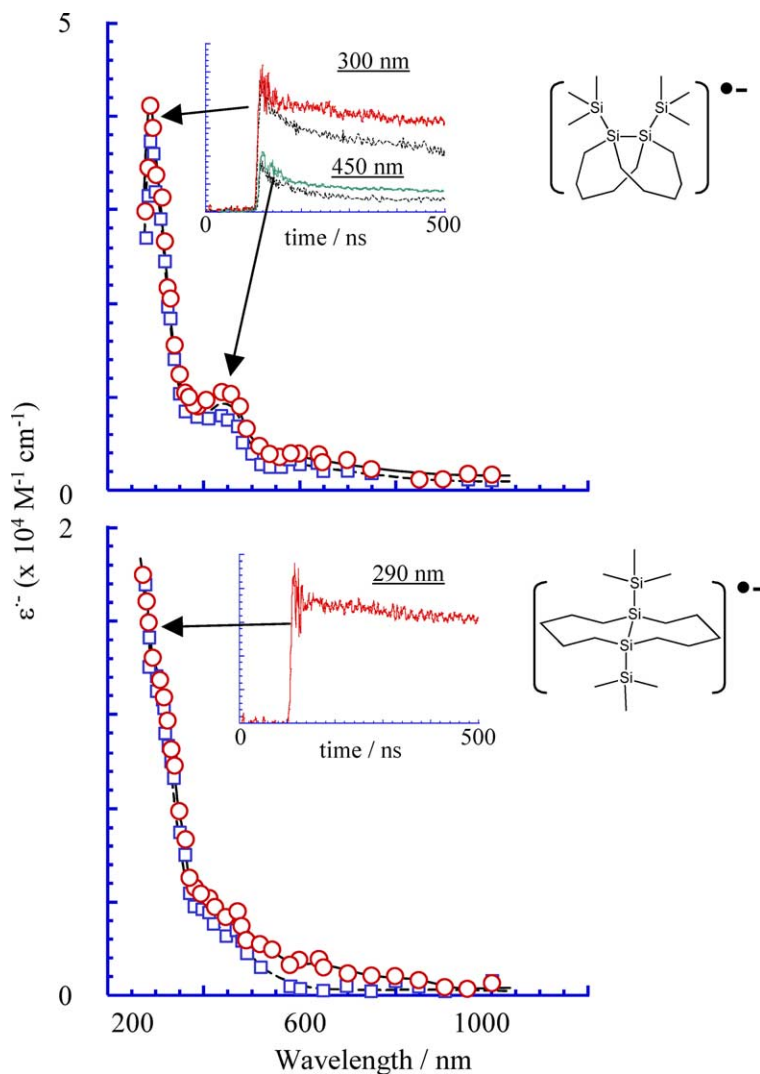 5
300 nm
450 nm
0
500
time / ns
Si
Si
Si
Si
●−
0
ε·- (x 10⁴ M⁻¹ cm⁻¹)
2
290 nm
0
500
time / ns
Si
Si
Si
Si
●−
0
200
600
1000
Wavelength / nm